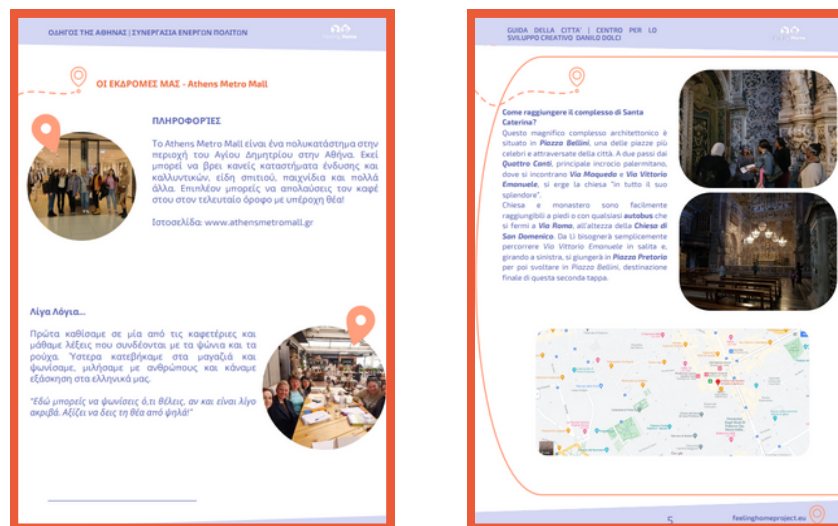 ΟΔΗΓΟΣ ΤΗΣ ΑΘΗΝΑΣ | ΣΥΝΕΡΓΑΣΙΑ ΕΝΕΡΓΩΝ ΠΟΛΙΤΩΝ
ΟΙ ΕΚΔΡΟΜΕΣ ΜΑΣ - Athens Metro Mall
ΠΛΗΡΟΦΟΡΊΕΣ
Το Athens Metro Mall είναι ένα πολυκατάστημα στην
περιοχή του Αγίου Δημητρίου στην Αθήνα. Εκεί
μπορεί να βρει κανείς καταστήματα ένδυσης και
καλλυντικών, είδη σπιτιού, παιχνίδια και πολλά
άλλα. Επιπλέον μπορείς να απολαύσεις τον καφέ
στου στον τελευταίο όροφο με υπέροχη θέα!
Ιστοσελίδα: www.athensmetromall.gr
Λίγα Λόγια...
Πρώτα καθίσαμε σε μία από τις καφετέριες και
μάθαμε λέξεις που συνδέονται με τα ψώνια και τα
ρούχα. Ύστερα κατεβήκαμε στα μαγαζιά και
ψωνίσαμε, μιλήσαμε με ανθρώπους και κάναμε
εξάσκηση στα ελληνικά μας.
"Εδώ μπορείς να ψωνίσεις ό,τι θέλεις, αν και είναι λίγο
ακριβά. Αξίζει να δεις τη θέα από ψηλά!"
GUIDA DELLA CITTA' | CENTRO PER LO
SVILUPPO CREATIVO DANILO DOLCI
Come raggiungere il complesso di Santa
Caterina?
Questo magnifico complesso architettonico è
situato in Piazza Bellini, una delle piazze più
celebri e attraversate della città. A due passi dai
Quattro Canti, principale incrocio palermitano,
dove si incontrano Via Maqueda e Via Vittorio
Emanuele, si erge la chiesa "in tutto il suo
splendore".
Chiesa e monastero sono facilmente
raggiungibili a piedi o con qualsiasi autobus che
si fermi a Via Roma, all'altezza della Chiesa di
San Domenico. Da lì bisognerà semplicemente
percorrere Via Vittorio Emanuele in salita e,
girando a sinistra, si giungerà in Piazza Pretoria
per poi svoltare in Piazza Bellini, destinazione
finale di questa seconda tappa.
5
feelinghomeproject.eu